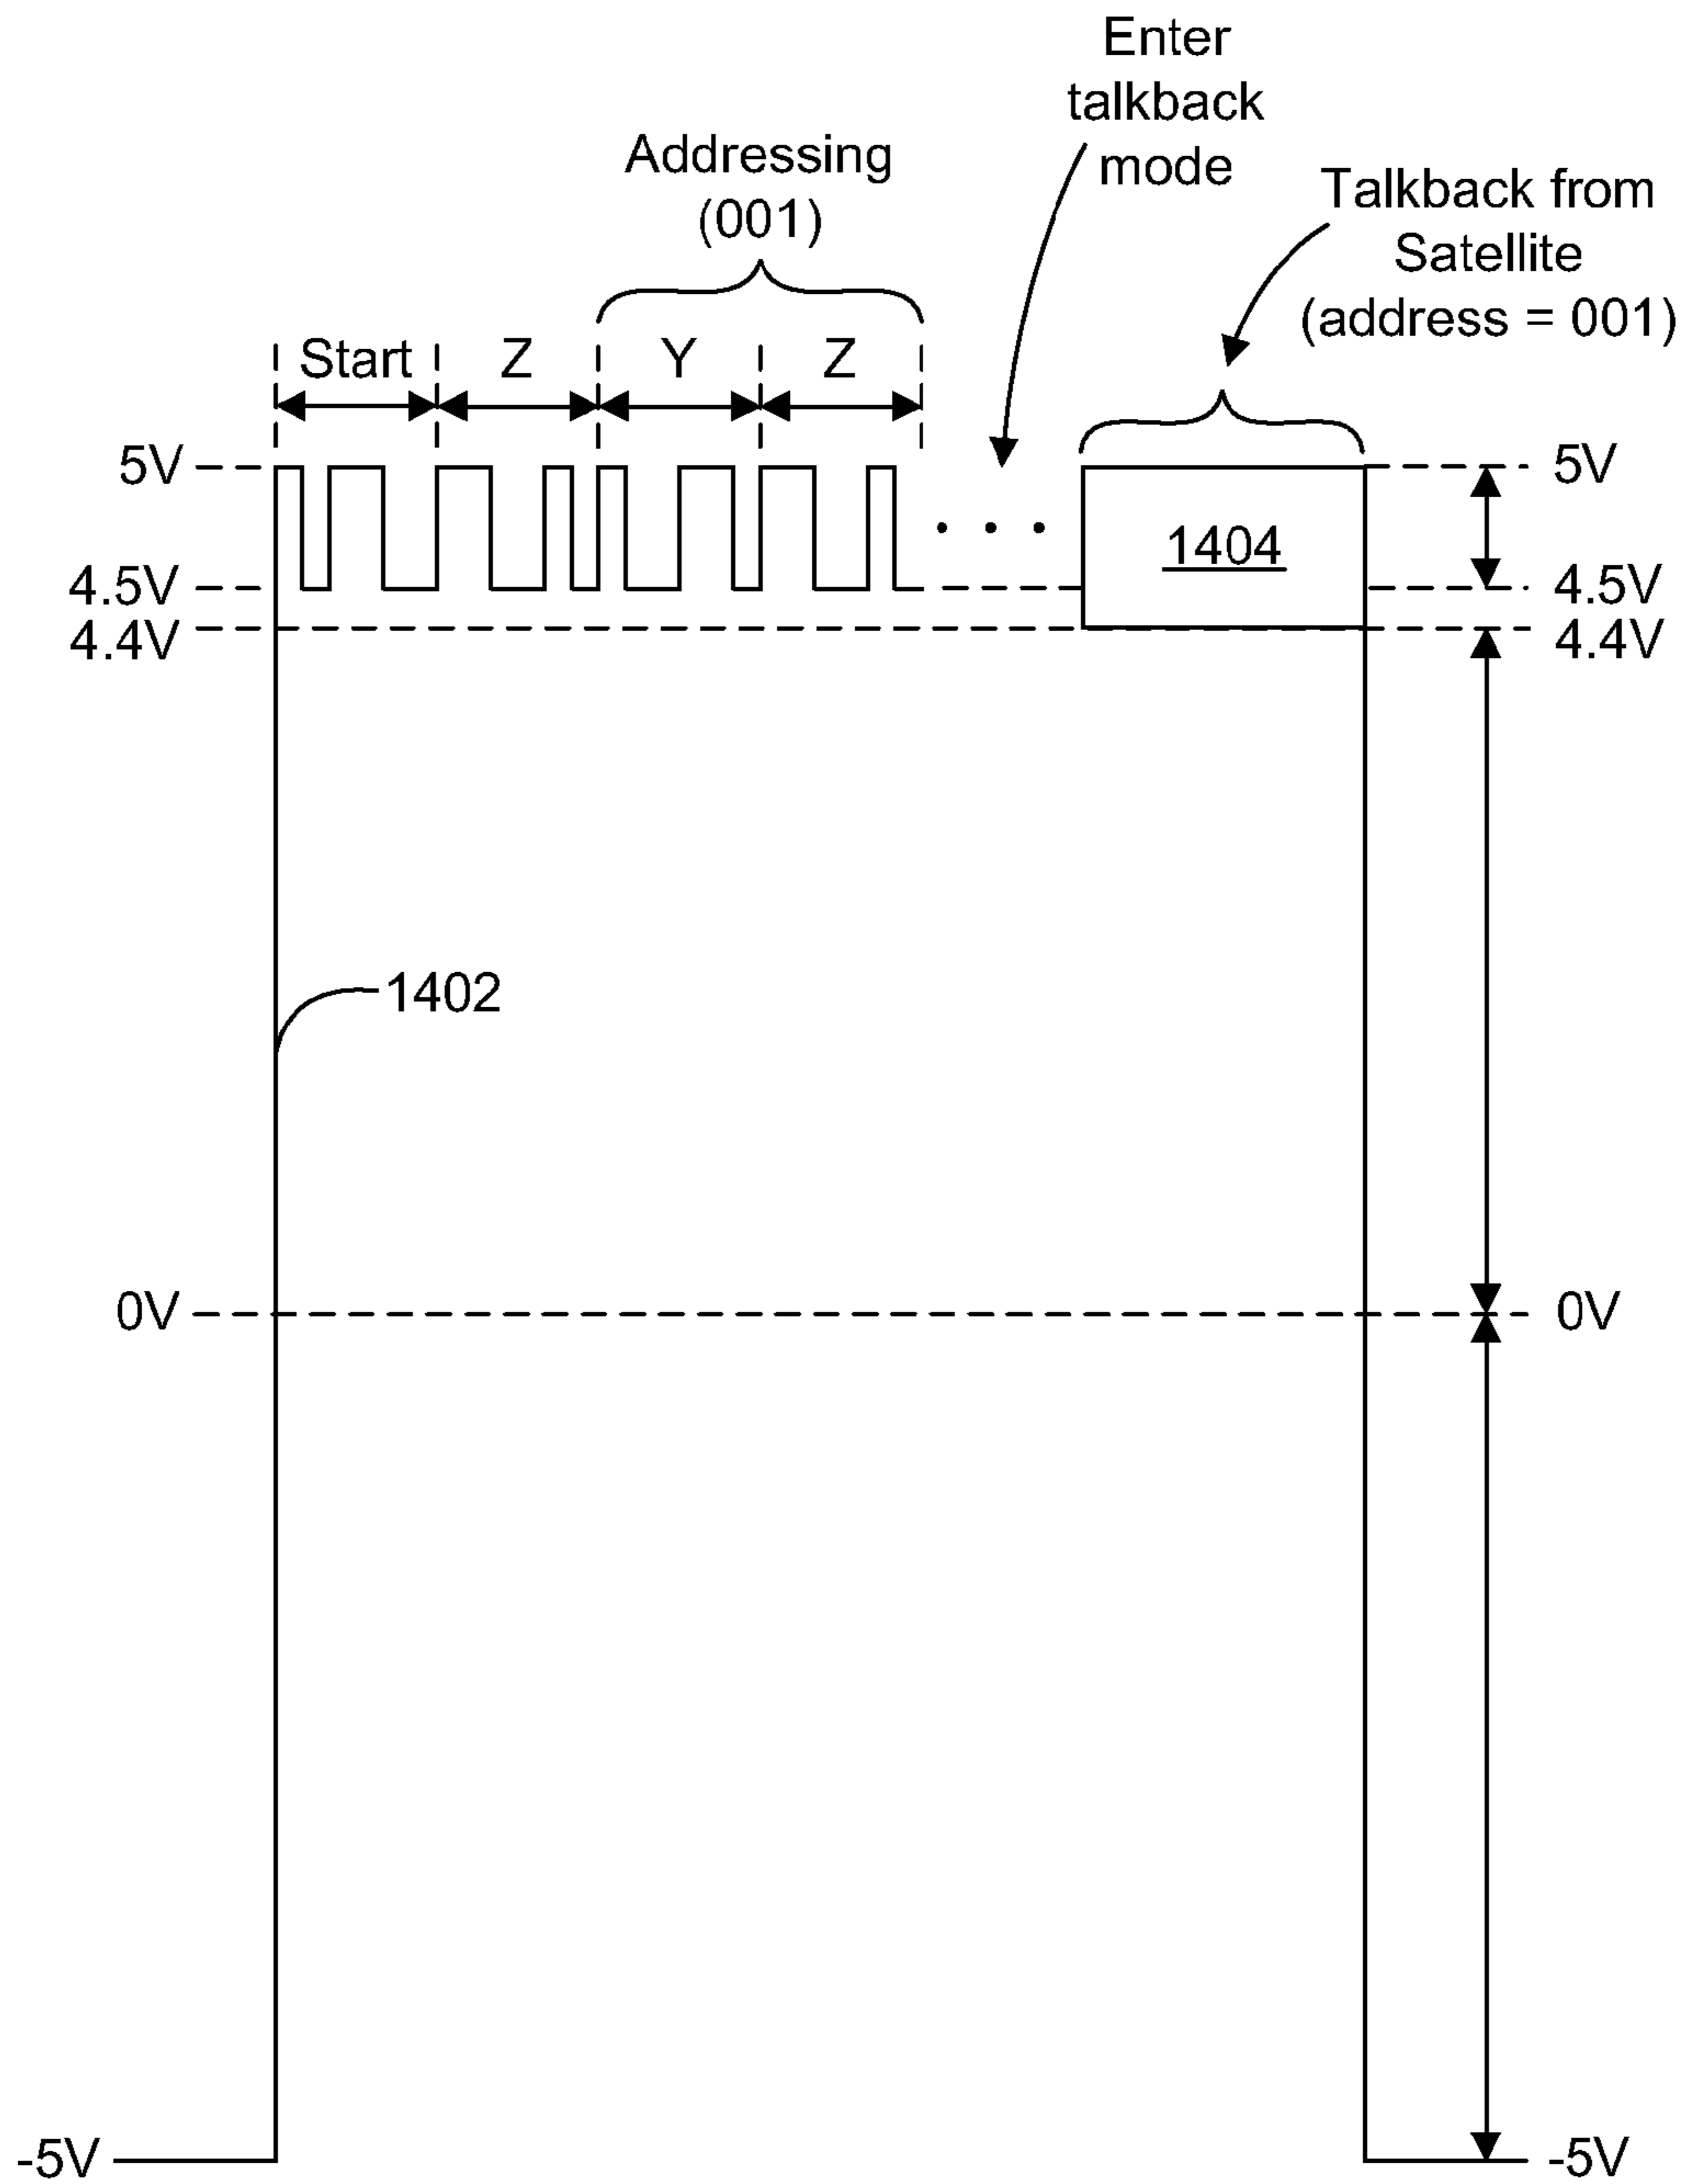 Enter
talkback
mode
Addressing
(001)
Talkback from
Satellite
(address = 001)
Start
Z
Y
Z
5V
5V
1404
4.5V
4.5V
4.4V
4.4V
1402
0V
0V
-5V
-5V